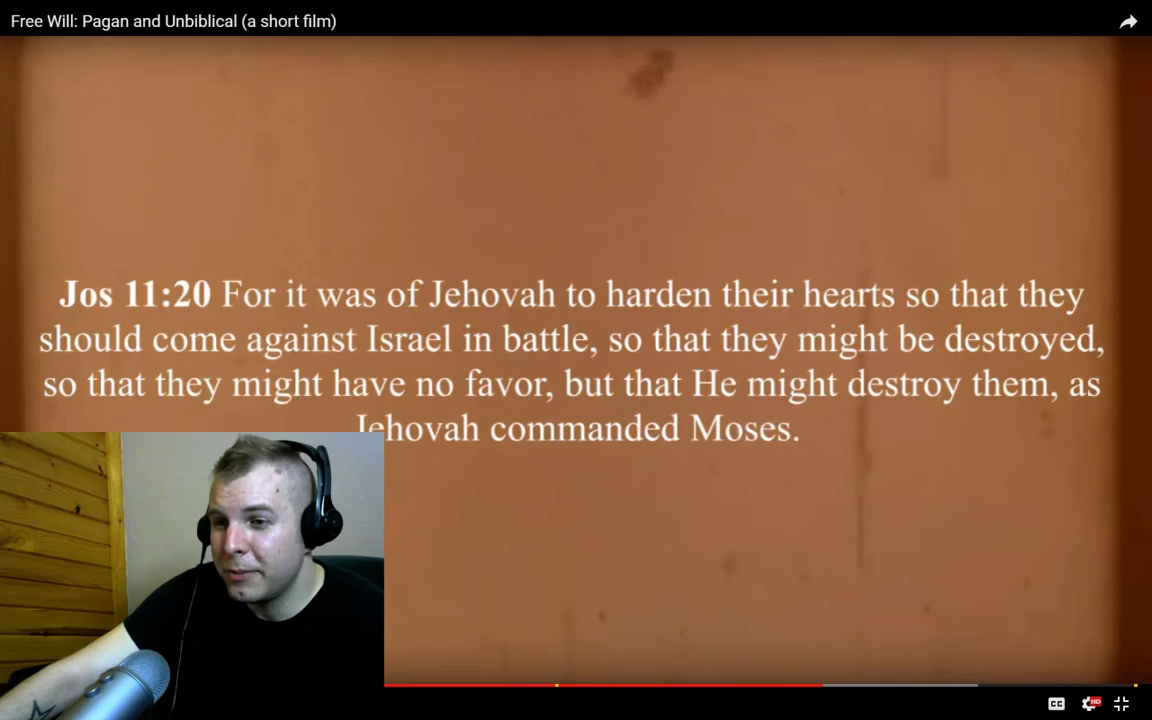 Free Will: Pagan and Unbiblical (a short film)
Jos 11:20 For it was of Jehovah to harden their hearts so that they
should come against Israel in battle, so that they might be destroyed,
so that they might have no favor, but that He might destroy them, as
Jehovah commanded Moses.
CC HD